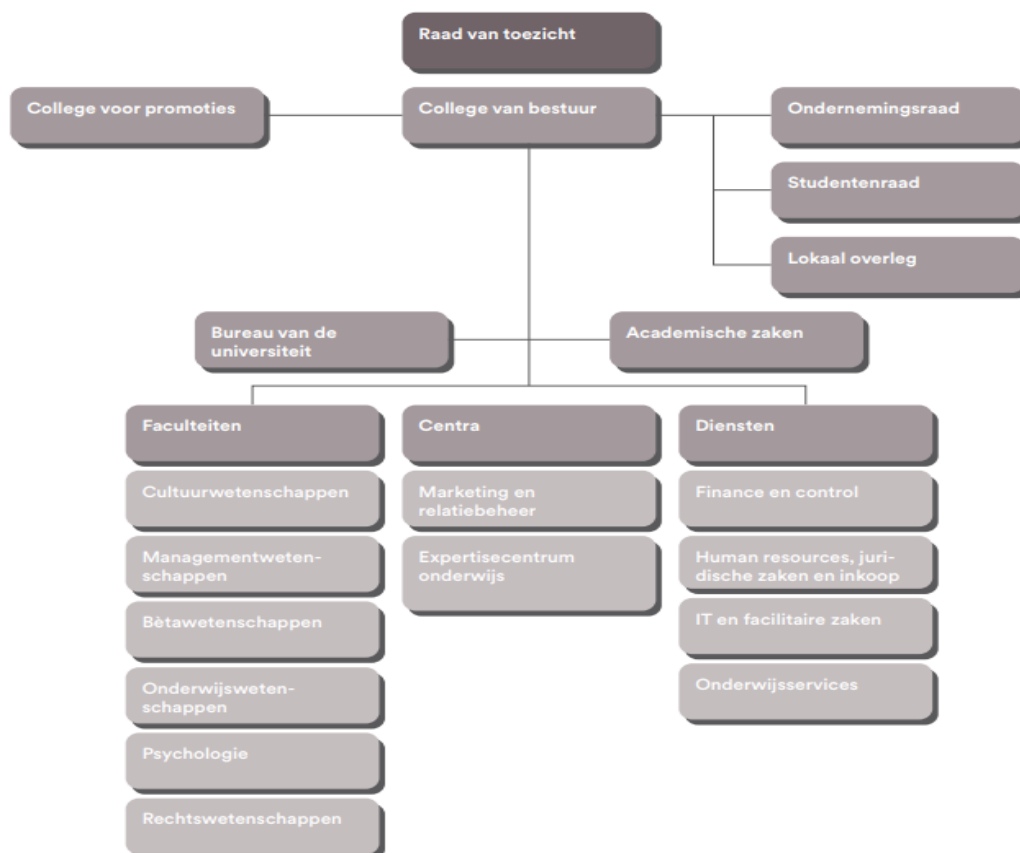 Raad van toezicht
College voor promoties
College van bestuur
Ondernemingsraad
Studentenraad
Lokaal overleg
Bureau van de
universiteit
Academische zaken
Faculteiten
Cultuurwetenschappen
Managementweten-
schappen
Bètawetenschappen
Onderwijsweten-
schappen
Psychologie
Rechtswetenschappen
Centra
Marketing en
relatiebeheer
Expertisecentrum
onderwijs
Diensten
Finance en control
Human resources, juri-
dische zaken en inkoop
IT en facilitaire zaken
Onderwijsservices